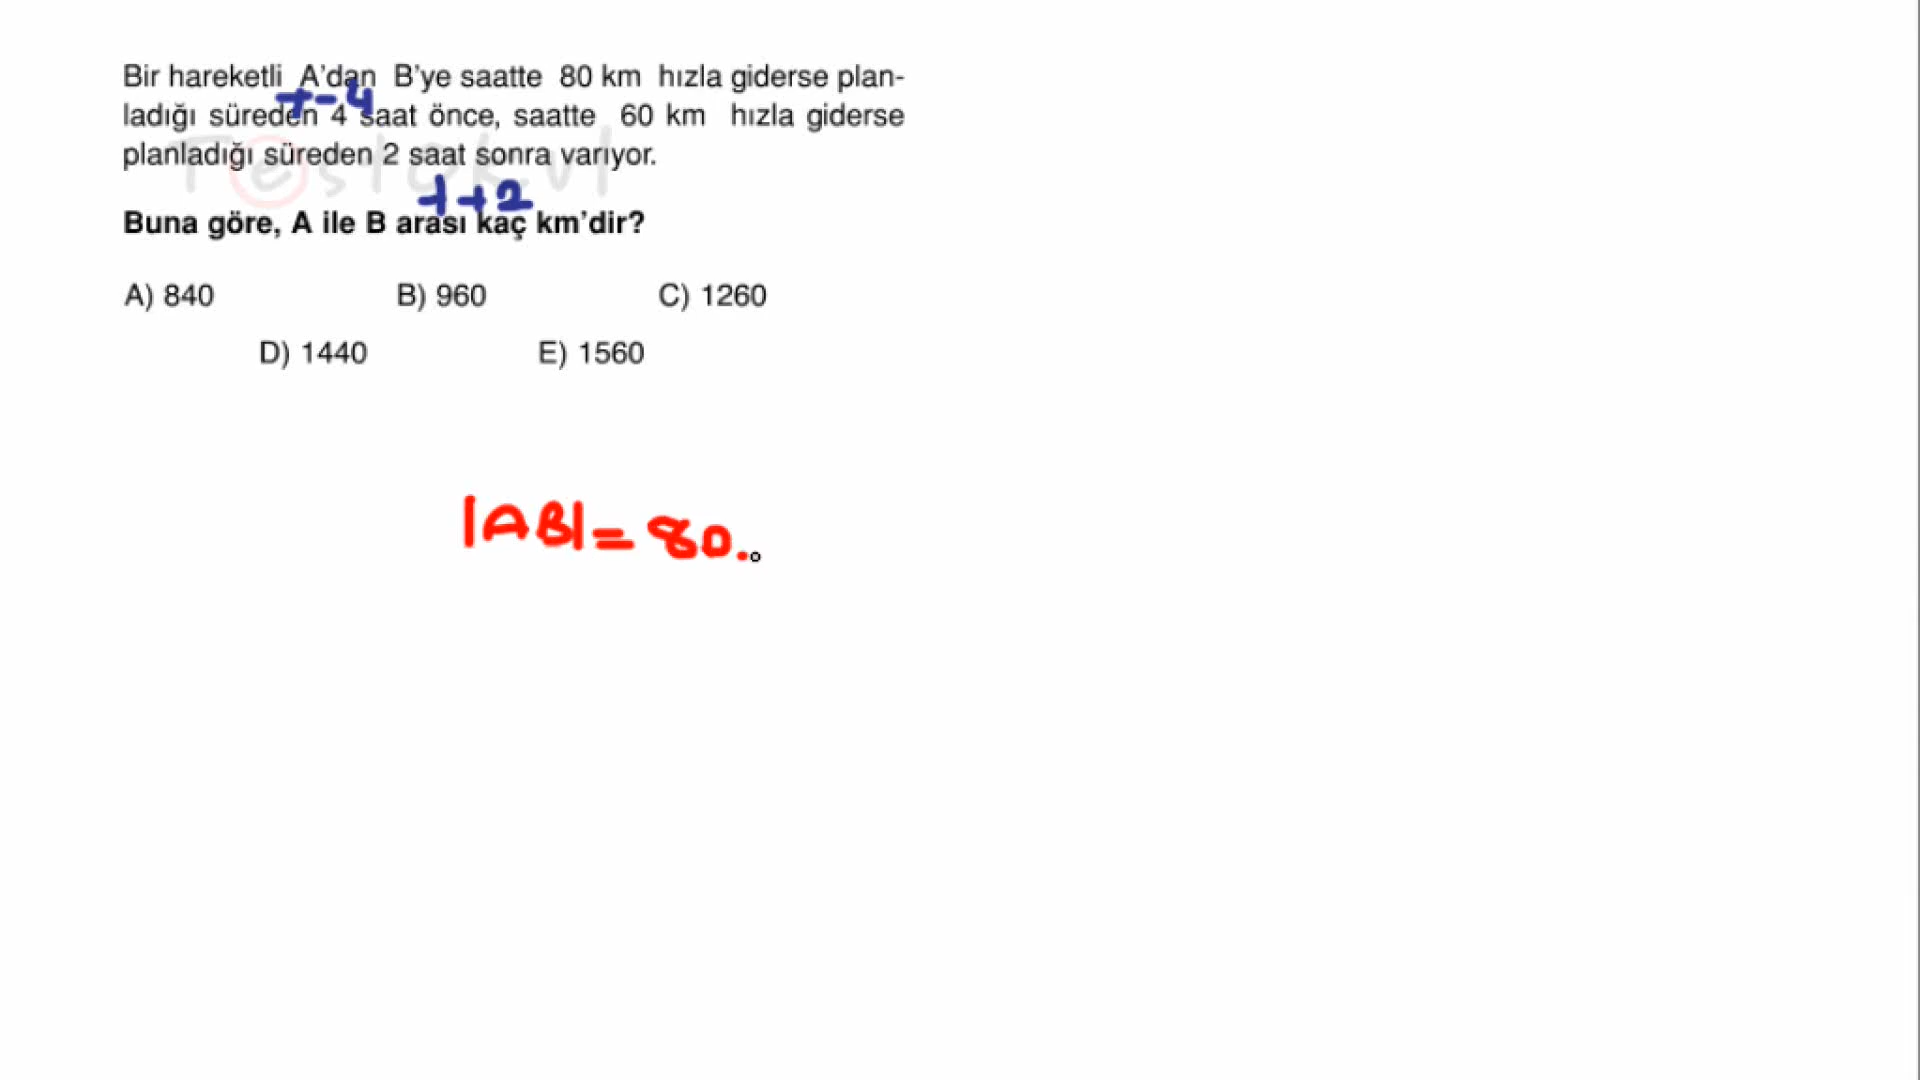 Bir hareketli A'dan B'ye saatte 80 km hızla giderse plan-
t-4
ladığı süreden 4 saat önce, saatte 60 km hızla giderse
planladığı süreden 2 saat sonra varıyor.
Testokul
t+2
Buna göre, A ile B arası kaç km'dir?
A) 840 B) 960 C) 1260
D) 1440 E) 1560
|AB|=80.